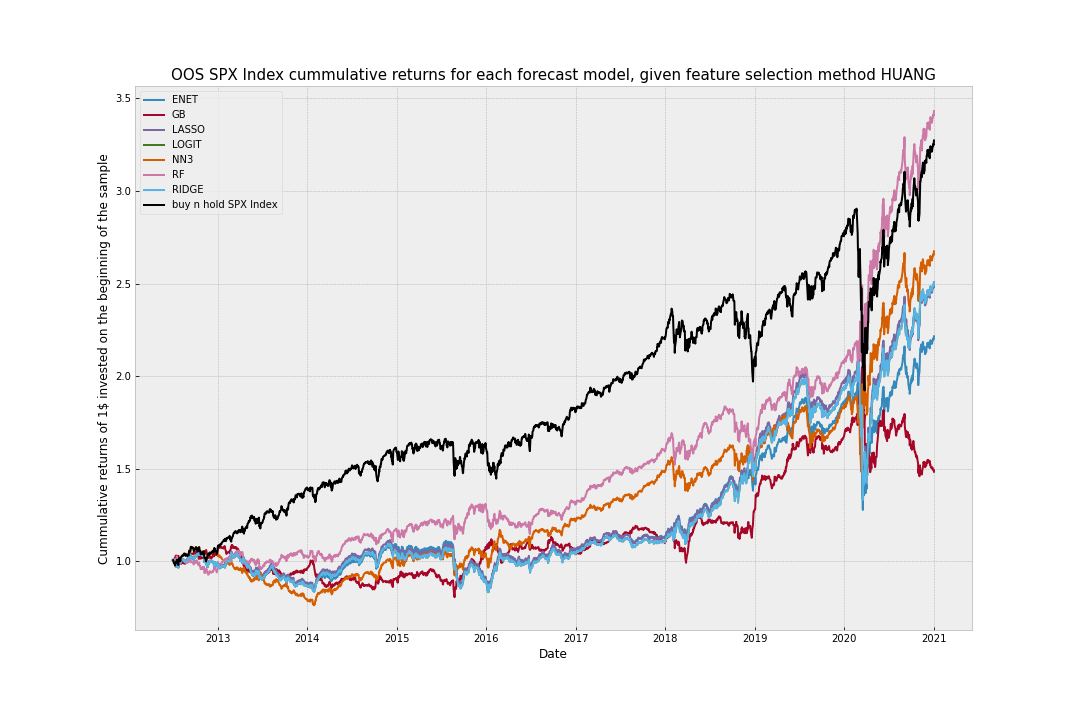 OOS SPX Index cummulative returns for each forecast model, given feature selection method HUANG
Cummulative returns of 1$ invested on the beginning of the sample
3.5
3.0
2.5
2.0
1.5
1.0
ENET
GB
LASSO
LOGIT
NN3
RF
RIDGE
buy n hold SPX Index
2013 2014 2015 2016 2017 2018 2019 2020 2021
Date